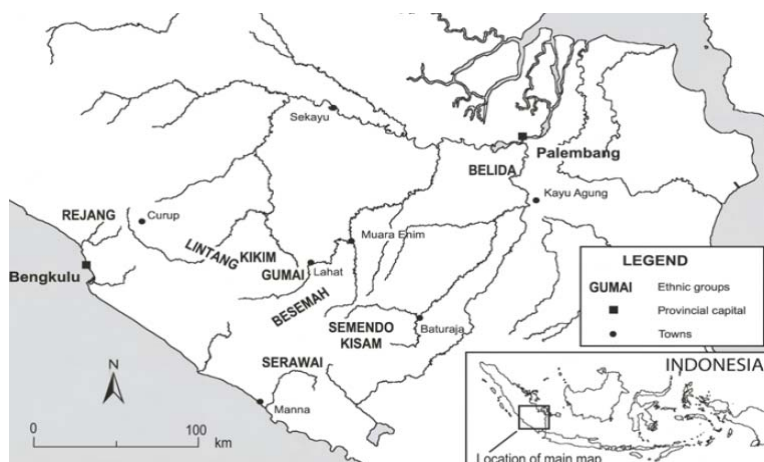 Sekayu
Palembang
BELIDA
Kayu Agung
REJANG
Curup
LINTANG
KIKIM
Muara Enim
GUMAI
Lahat
Bengkulu
BESEMAH
SEMENDO
KISAM
Baturaja
SERAWAI
Manna
N
0
100
km
LEGEND
GUMAI Ethnic groups
Provincial capital
Towns
INDONESIA
Location of main map